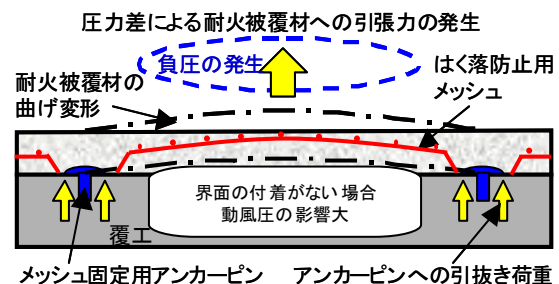 圧力差による耐火被覆材への引張力の発生
負圧の発生
はく落防止用
メッシュ
耐火被覆材の
曲げ変形
界面の付着がない場合
動風圧の影響大
覆工
メッシュ固定用アンカーピン
アンカーピンへの引抜き荷重